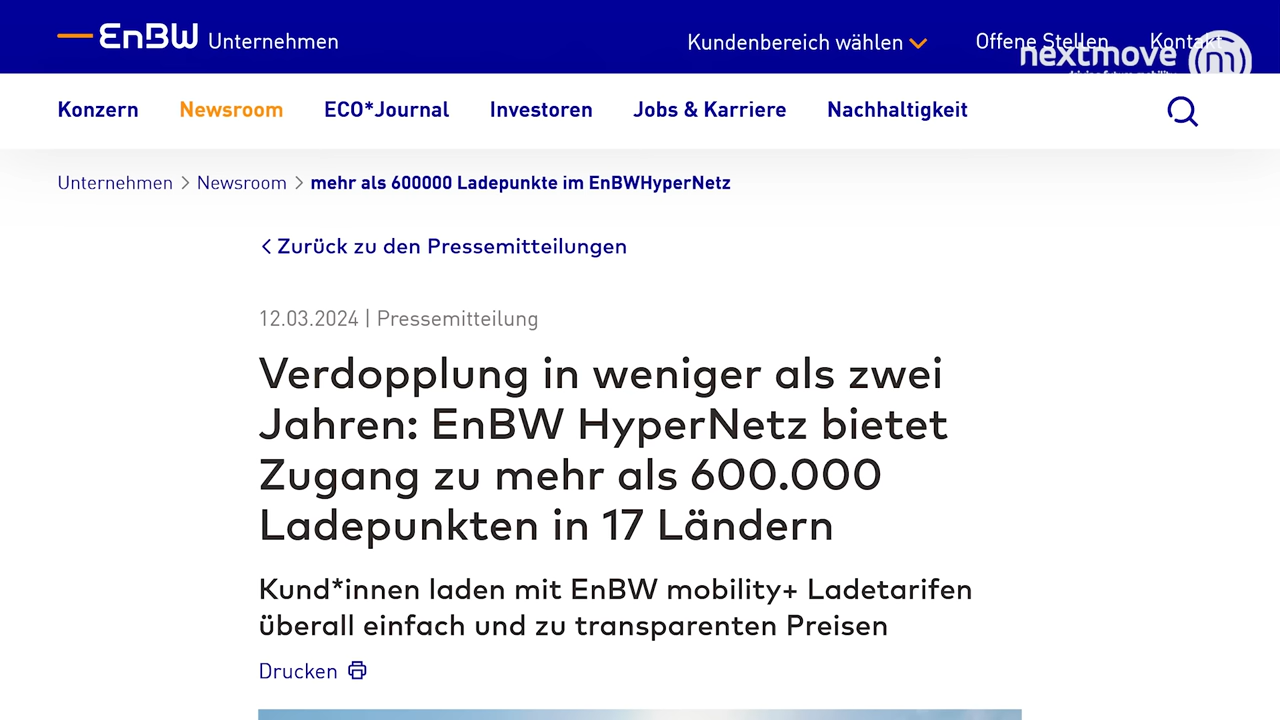 EnBW Unternehmen
Kundenbereich wählen
Offene Stellen
Kontakt
nextmove
Konzern
Newsroom
ECO*Journal
Investoren
Jobs & Karriere
Nachhaltigkeit
Unternehmen > Newsroom > mehr als 600000 Ladepunkte im EnBWHyperNetz
Zurück zu den Pressemitteilungen
12.03.2024 | Pressemitteilung
Verdopplung in weniger als zwei
Jahren: EnBW HyperNetz bietet
Zugang zu mehr als 600.000
Ladepunkten in 17 Ländern
Kund*innen laden mit EnBW mobility+ Ladetarifen
überall einfach und zu transparenten Preisen
Drucken